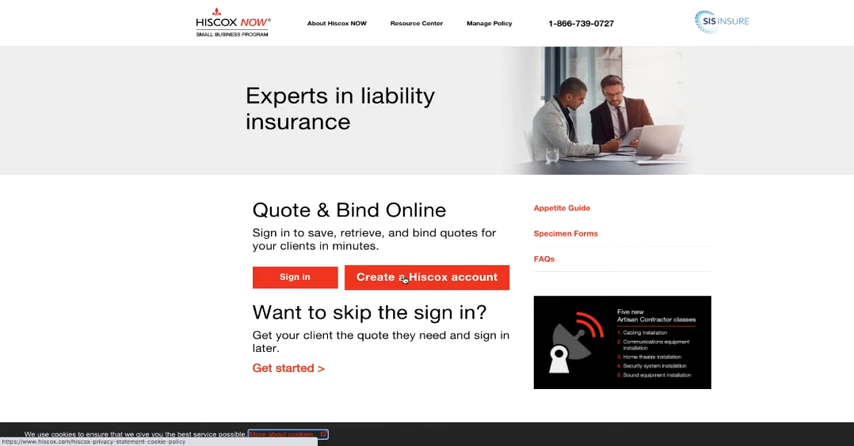 HISCOX NOW®
SMALL BUSINESS PROGRAM
About Hiscox NOW
Resource Center
Manage Policy
1-866-739-0727
SIS INSURE
Experts in liability
insurance
Quote & Bind Online
Sign in to save, retrieve, and bind quotes for
your clients in minutes.
Sign in
Create a Hiscox account
Want to skip the sign in?
Get your client the quote they need and sign in
later.
Get started >
Appetite Guide
Specimen Forms
FAQs
Five new
Artisan Contractor classes
1. Cabling installation
2. Communications equipment
installation
3. Home theatre installation
4. Security system installation
5. Sound equipment installation
We use cookies to ensure that we give you the best service possible. More about cookies
https://www.hiscox.com/hiscox-privacy-statement-cookie-policy